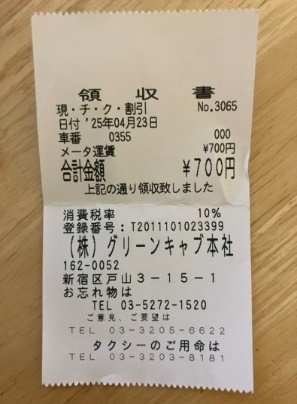 領収書
現・チ・ク・割引 No.3065
日付 '25年04月23日
車番 0355 000
メータ運賃 ¥700円
合計金額 ¥700円
上記の通り領収致しました
消費税率 10%
登録番号:T2011101023399
(株)グリーンキャブ本社
162-0052
新宿区戸山3-15-1
お忘れ物は
TEL 03-5272-1520
ご意見、ご要望は
TEL 03-3205-6622
タクシーのご用命は
TEL 03-3203-8181